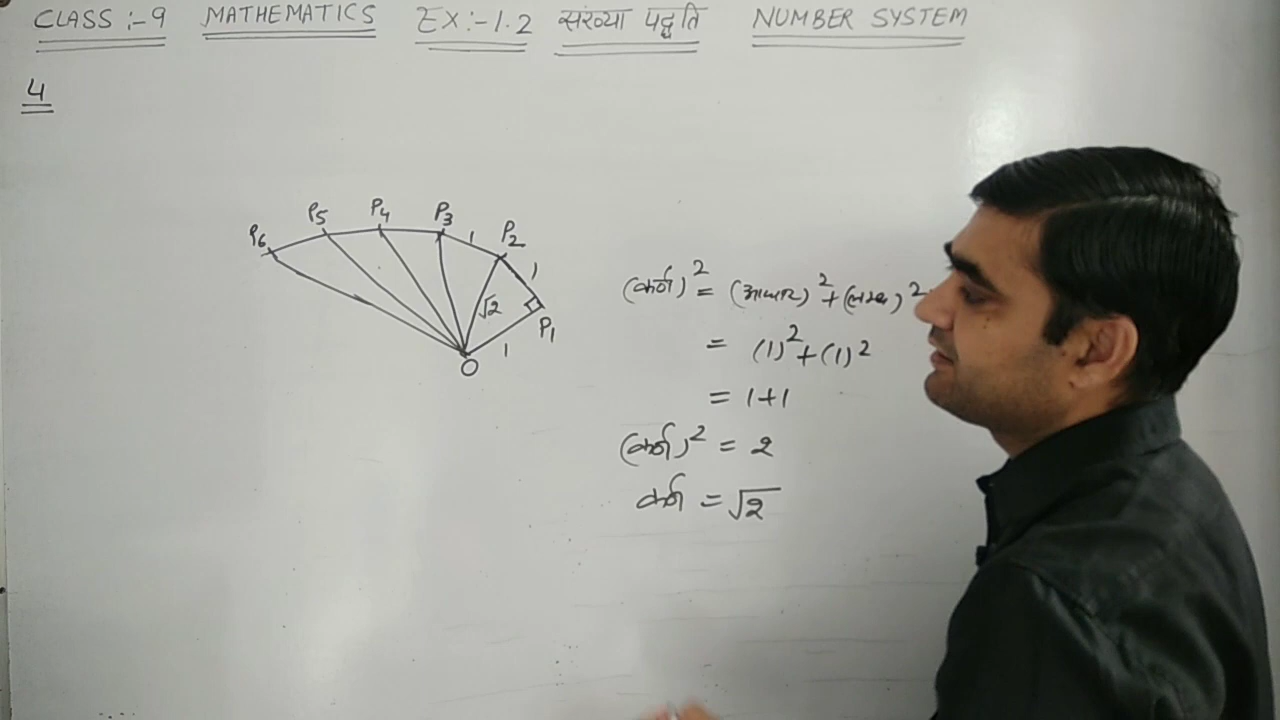 CLASS :- 9 MATHEMATICS EX:- 1.2 संख्या पद्धति NUMBER SYSTEM
4
P6 P5 P4 P3 P2
1
1
√2
P1
1
O
(कर्ण)² = (आधार)² + (लम्ब)²
= (1)² + (1)²
= 1+1
(कर्ण)² = 2
कर्ण = √2